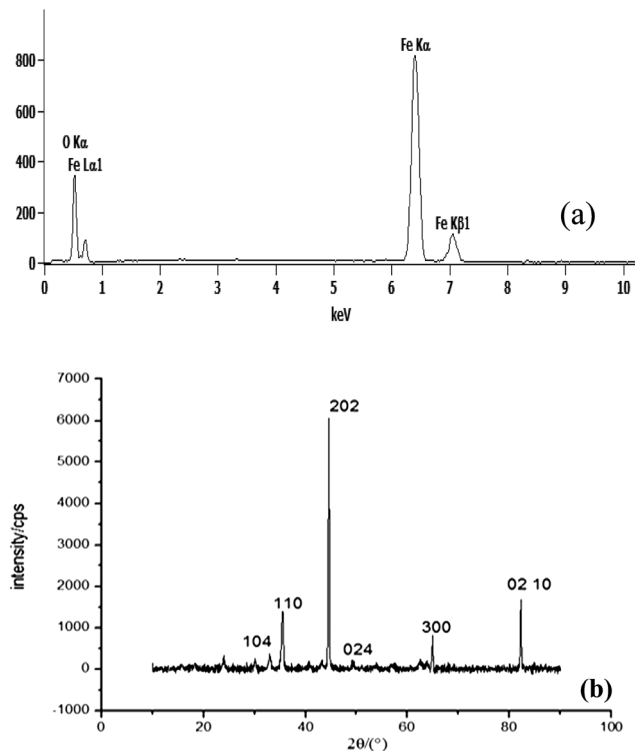 Fe Kα
800
600
O Kα
400
Fe Lα1
200
(a)
Fe Kβ1
0
0 1 2 3 4 5 6 7 8 9 10
keV
7000
202
6000
5000
intensity/cps
4000
3000
2000
02 10
110
1000
104
024
300
0
(b)
-1000
0 20 40 60 80 100
2θ/(°)